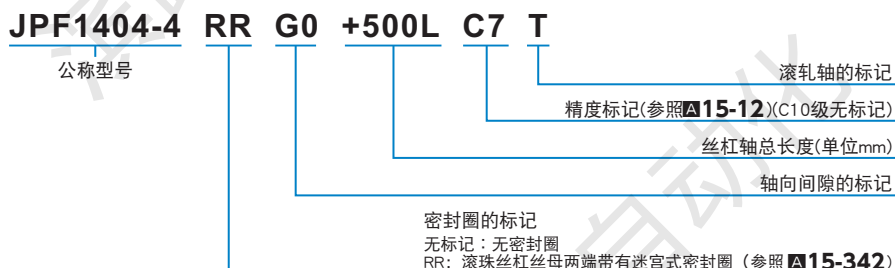 JPF1404-4 RR G0 +500L C7 T
公称型号
滚轧轴的标记
精度标记(参照A15-12)(C10级无标记)
丝杠轴总长度(单位mm)
轴向间隙的标记
密封圈的标记
无标记：无密封圈
RR: 滚珠丝杠丝母两端带有迷宫式密封圈（参照A15-342）
自动化